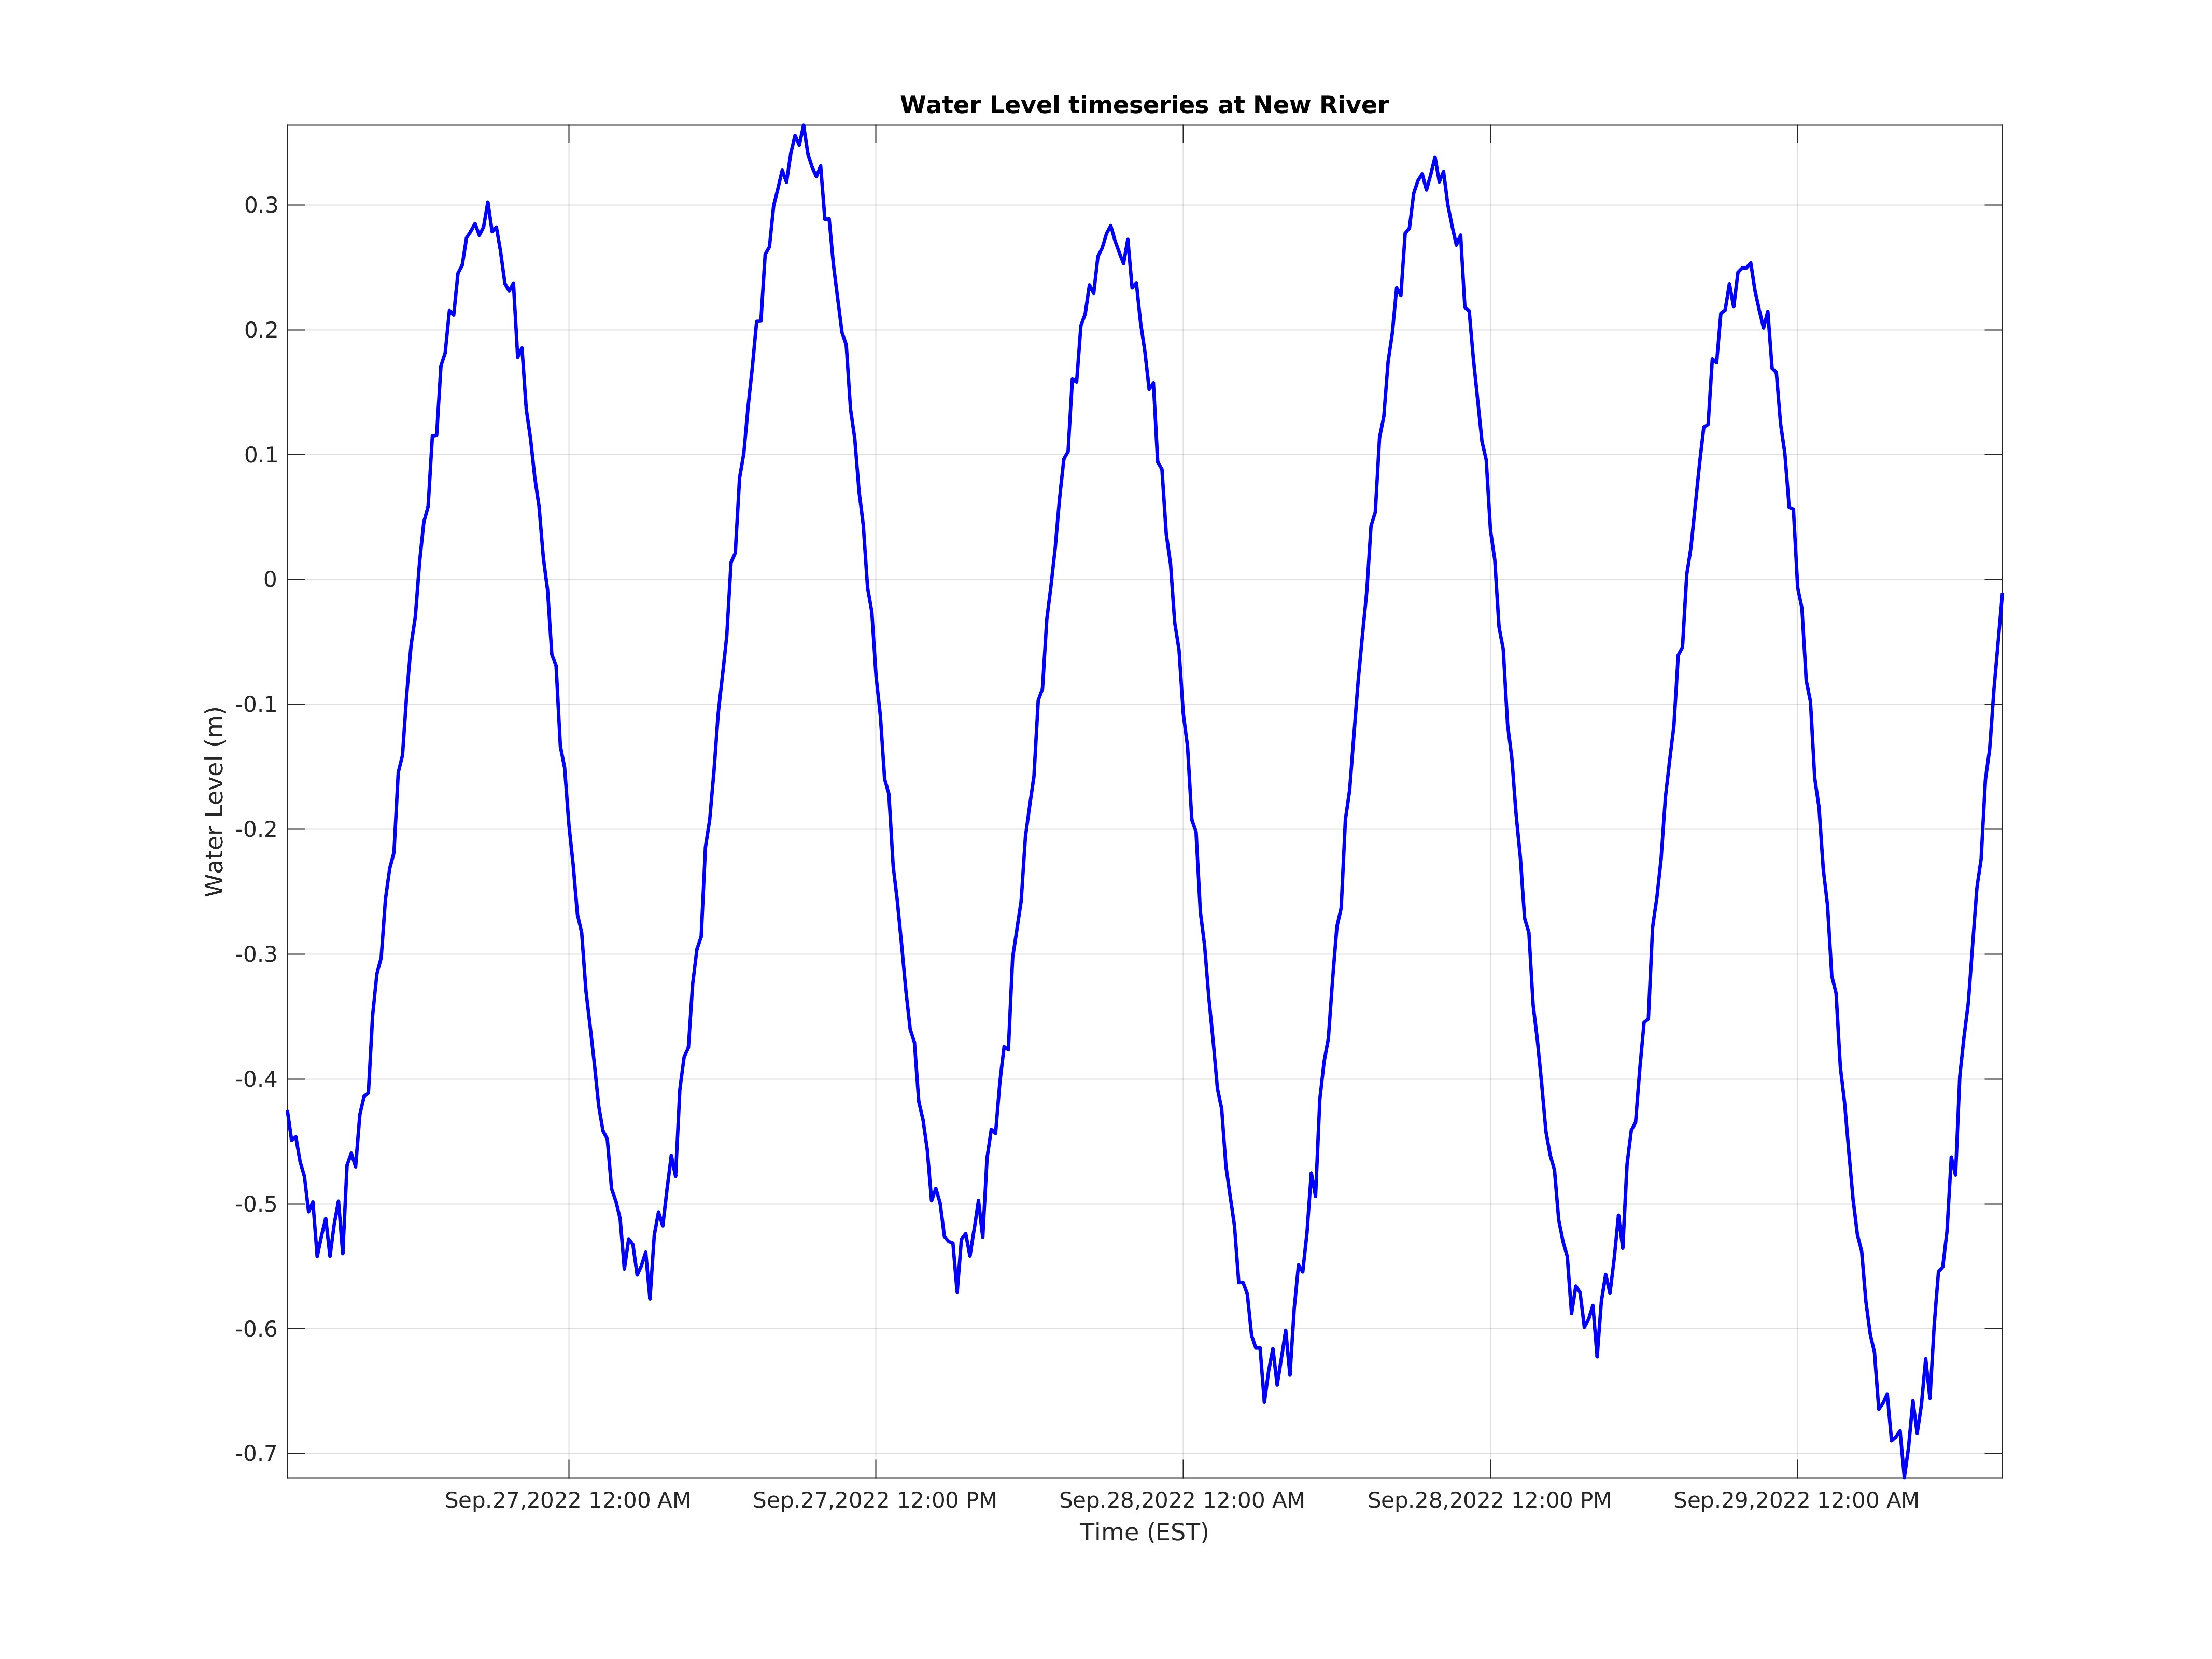 Water Level timeseries at New River
0.3
0.2
0.1
0
-0.1
-0.2
-0.3
-0.4
-0.5
-0.6
-0.7
Water Level (m)
Sep.27,2022 12:00 AM Sep.27,2022 12:00 PM Sep.28,2022 12:00 AM Sep.28,2022 12:00 PM Sep.29,2022 12:00 AM
Time (EST)